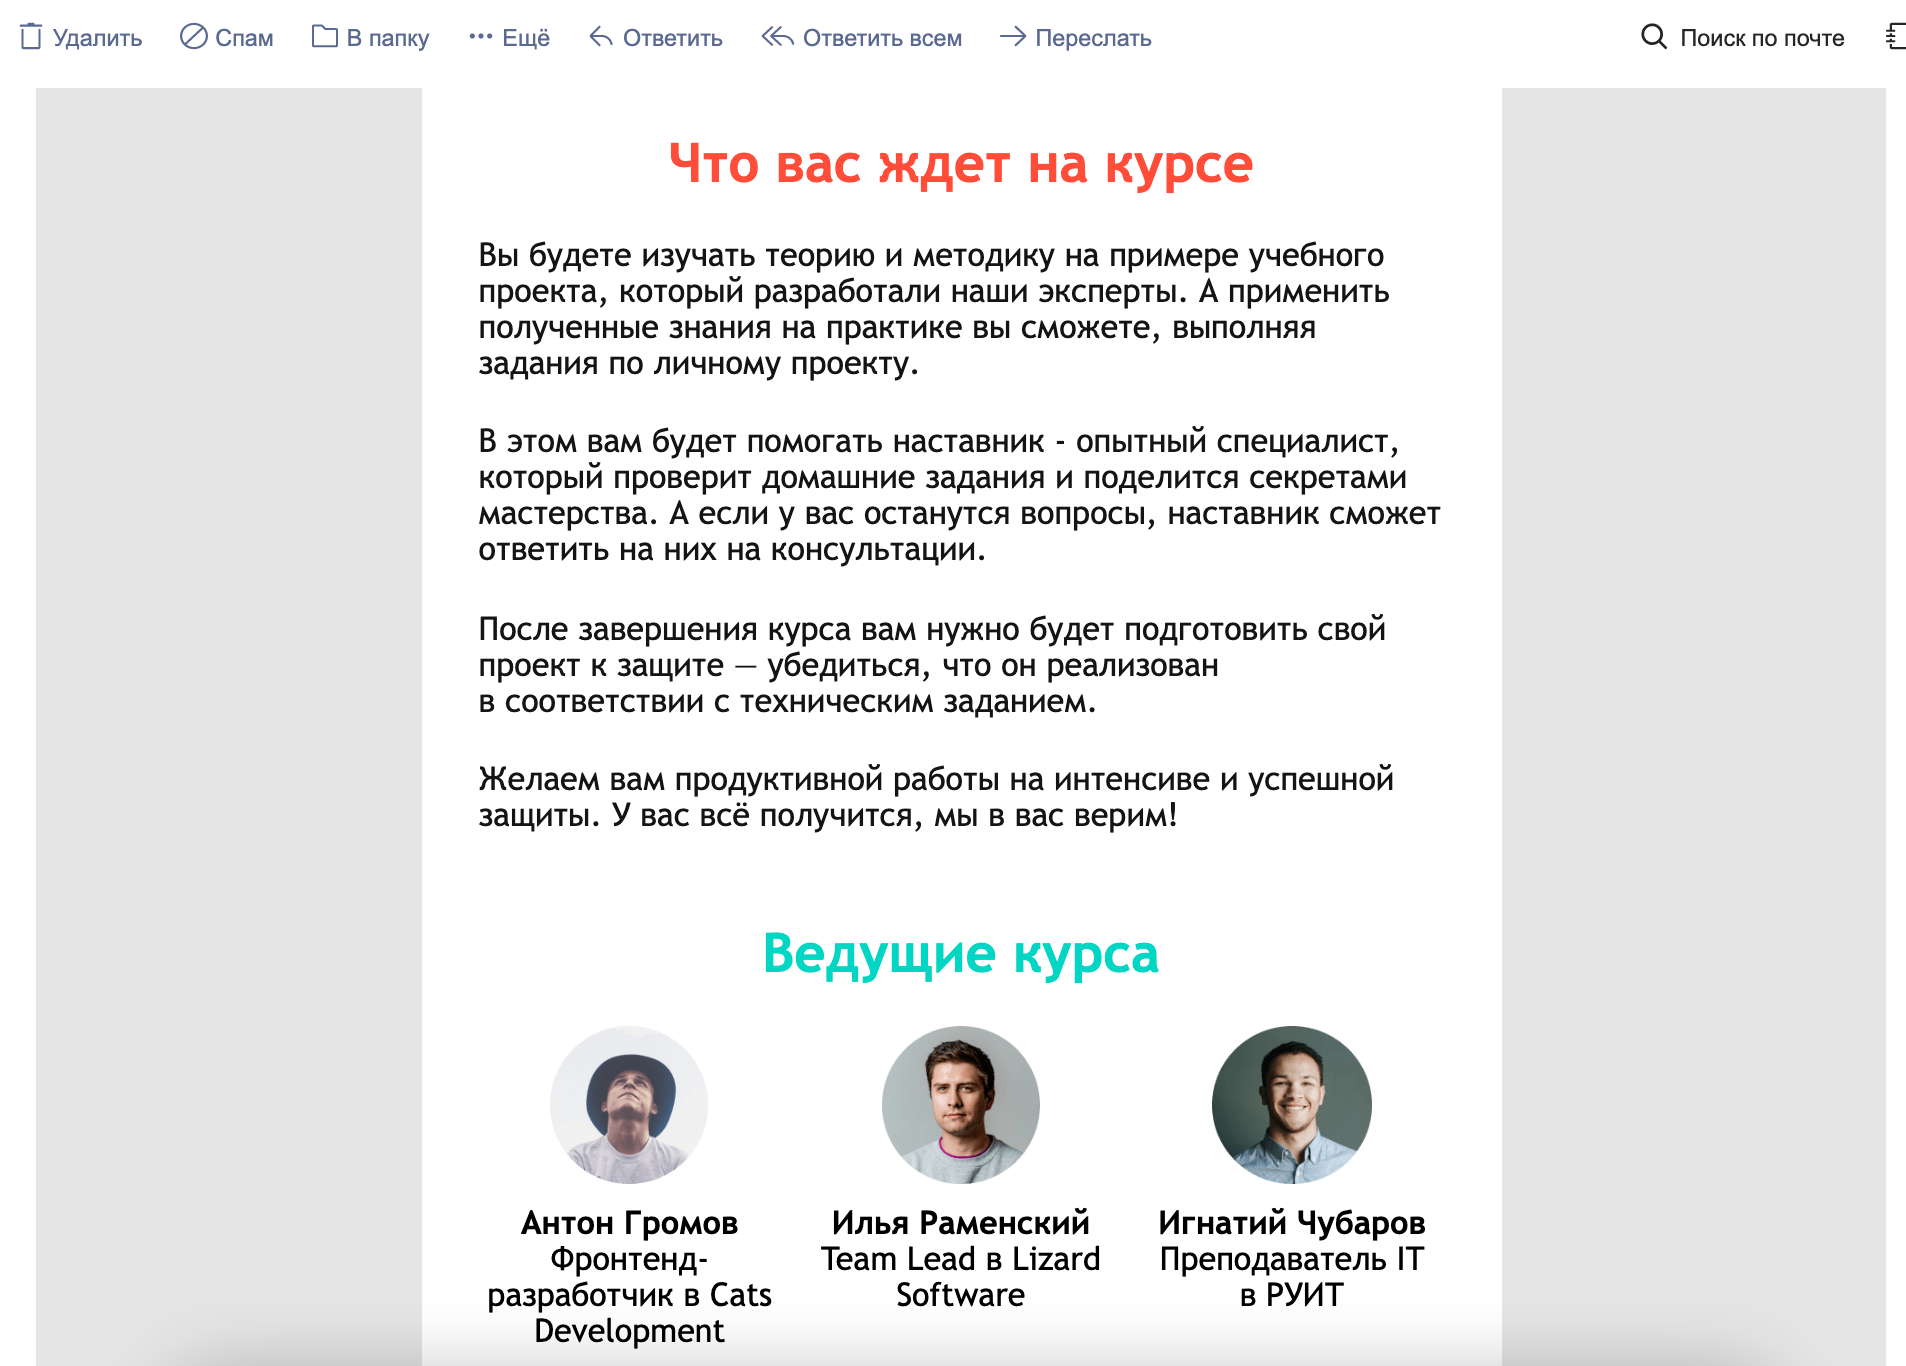 Удалить Спам В папку Ещё Ответить Ответить всем Переслать Поиск по почте
Что вас ждет на курсе
Вы будете изучать теорию и методику на примере учебного
проекта, который разработали наши эксперты. А применить
полученные знания на практике вы сможете, выполняя
задания по личному проекту.
В этом вам будет помогать наставник - опытный специалист,
который проверит домашние задания и поделится секретами
мастерства. А если у вас останутся вопросы, наставник сможет
ответить на них на консультации.
После завершения курса вам нужно будет подготовить свой
проект к защите — убедиться, что он реализован
в соответствии с техническим заданием.
Желаем вам продуктивной работы на интенсиве и успешной
защиты. У вас всё получится, мы в вас верим!
Ведущие курса
Антон Громов
Фронтенд-
разработчик в Cats
Development
Илья Раменский
Team Lead в Lizard
Software
Игнатий Чубаров
Преподаватель IT
в РУИТ